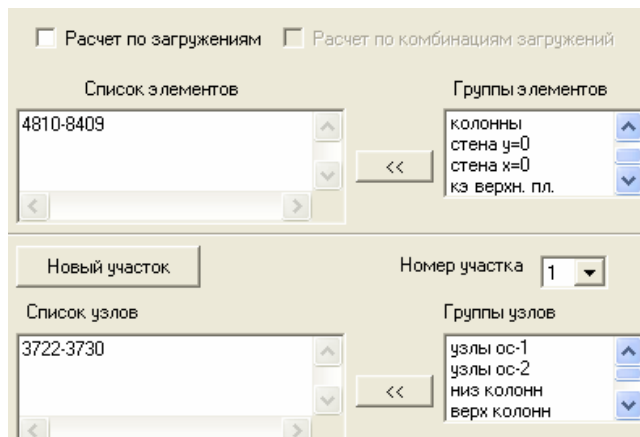 Расчет по загружениям Расчет по комбинациям загружений
Список элементов Группы элементов
4810-8409
колонны
стена y=0
стена x=0
кэ верхн. пл.
<<
Новый участок Номер участка 1
Список узлов Группы узлов
3722-3730
узлы ос-1
узлы ос-2
низ колонн
верх колонн
<<